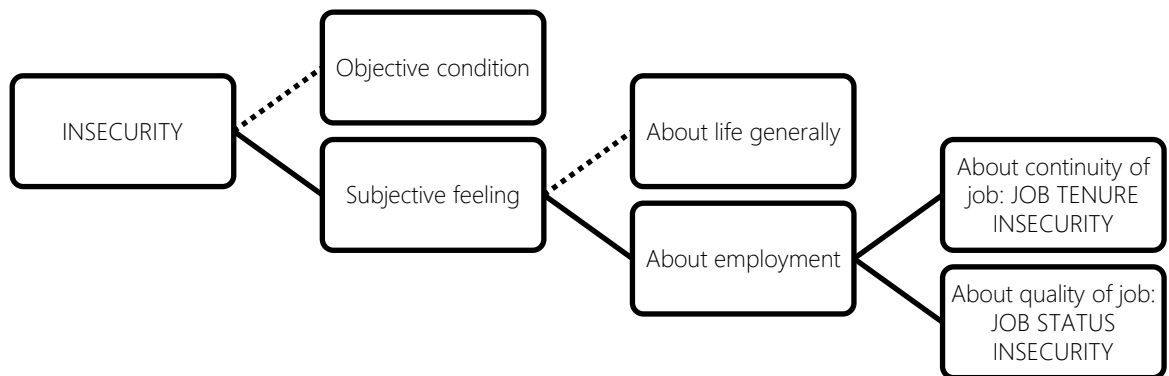 INSECURITY
Objective condition
Subjective feeling
About life generally
About employment
About continuity of
job: JOB TENURE
INSECURITY
About quality of job:
JOB STATUS
INSECURITY